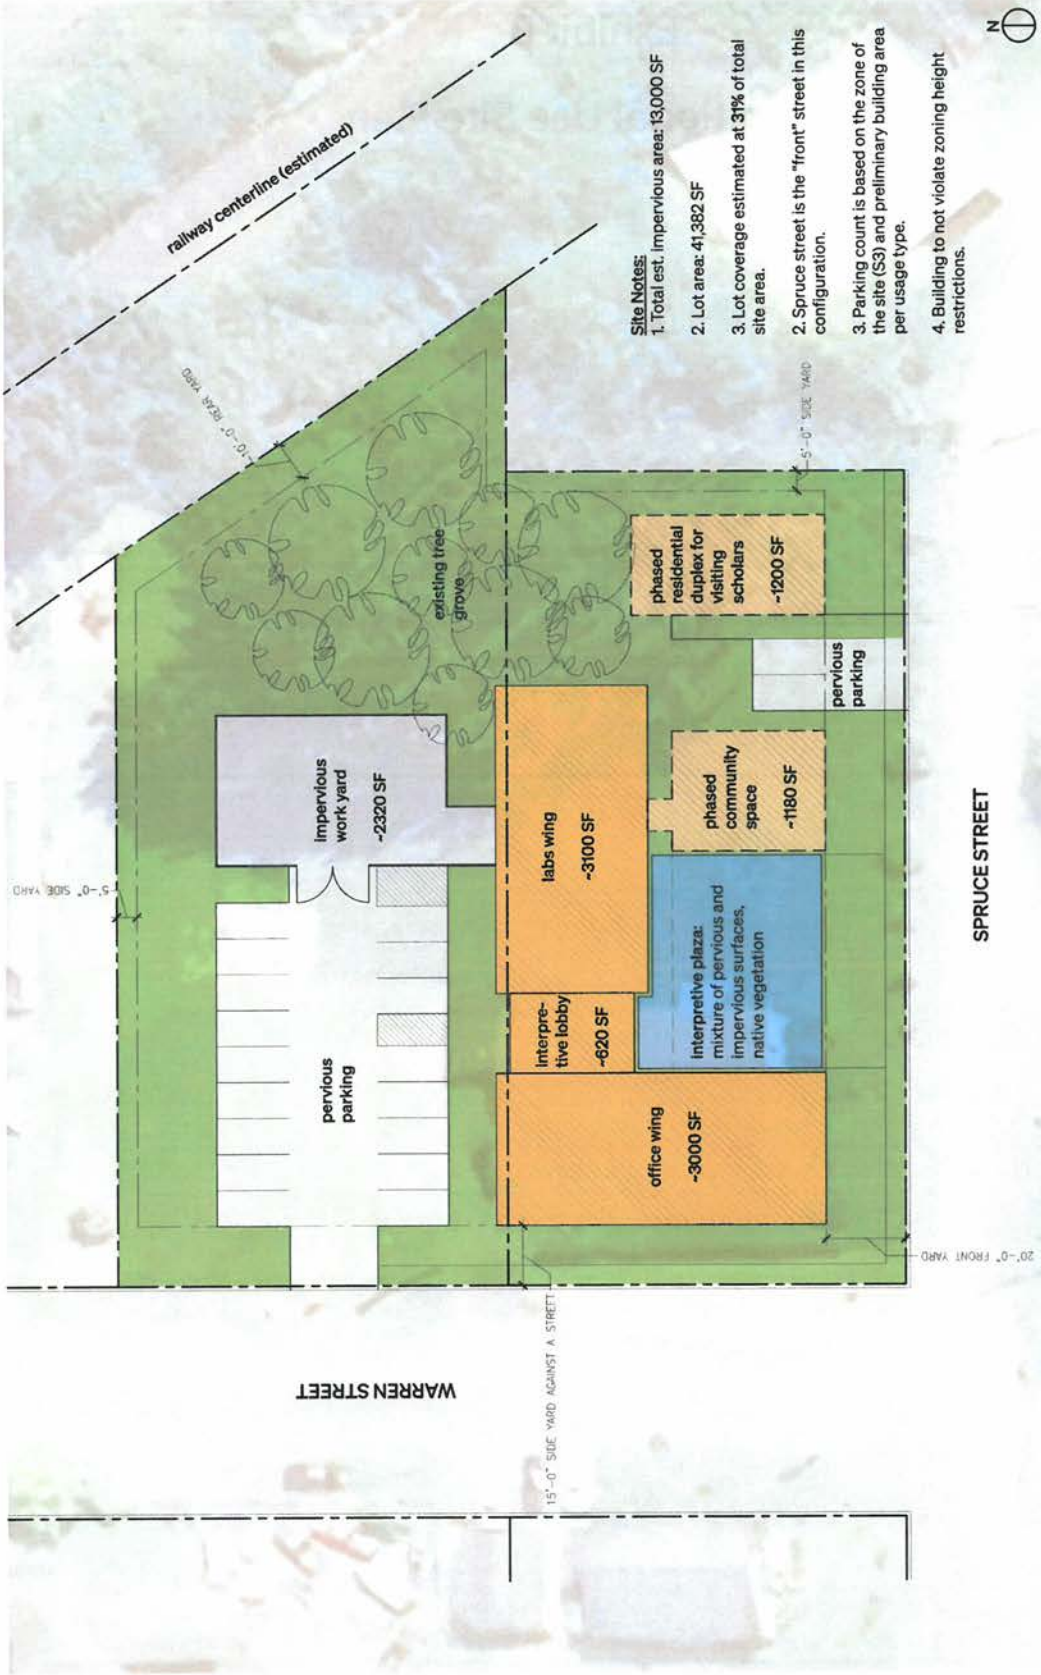 N
railway centerline (estimated)
10'-0" REAR YARD
5'-0" SIDE YARD
existing tree
grove
impervious
work yard
~2320 SF
pervious
parking
labs wing
~3100 SF
interpre-
tive lobby
~620 SF
office wing
~3000 SF
interpretive plaza:
mixture of pervious and
impervious surfaces,
native vegetation
phased
community
space
~1180 SF
phased
residential
duplex for
visiting
scholars
~1200 SF
pervious
parking
5'-0" SIDE YARD
20'-0" FRONT YARD
15'-0" SIDE YARD AGAINST A STREET
WARREN STREET
SPRUCE STREET
Site Notes:
1. Total est. impervious area: 13,000 SF
2. Lot area: 41,382 SF
3. Lot coverage estimated at 31% of total
site area.
2. Spruce street is the "front" street in this
configuration.
3. Parking count is based on the zone of
the site (S3) and preliminary building area
per usage type.
4. Building to not violate zoning height
restrictions.